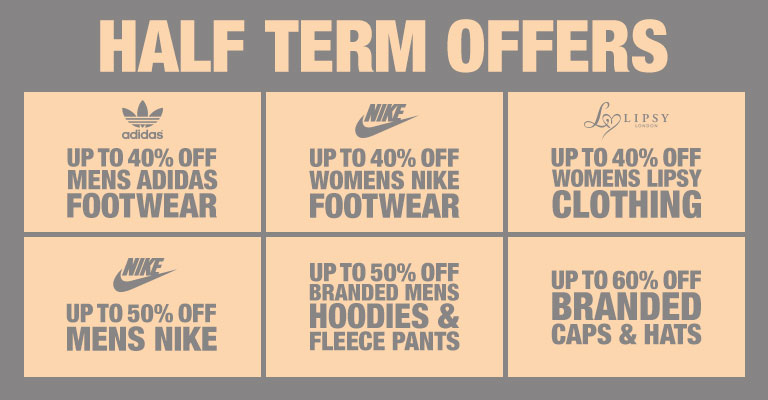 HALF TERM OFFERS
adidas
UP TO 40% OFF
MENS ADIDAS
FOOTWEAR
NIKE
UP TO 40% OFF
WOMENS NIKE
FOOTWEAR
LIPSY
LONDON
UP TO 40% OFF
WOMENS LIPSY
CLOTHING
NIKE
UP TO 50% OFF
MENS NIKE
UP TO 50% OFF
BRANDED MENS
HOODIES &
FLEECE PANTS
UP TO 60% OFF
BRANDED
CAPS & HATS